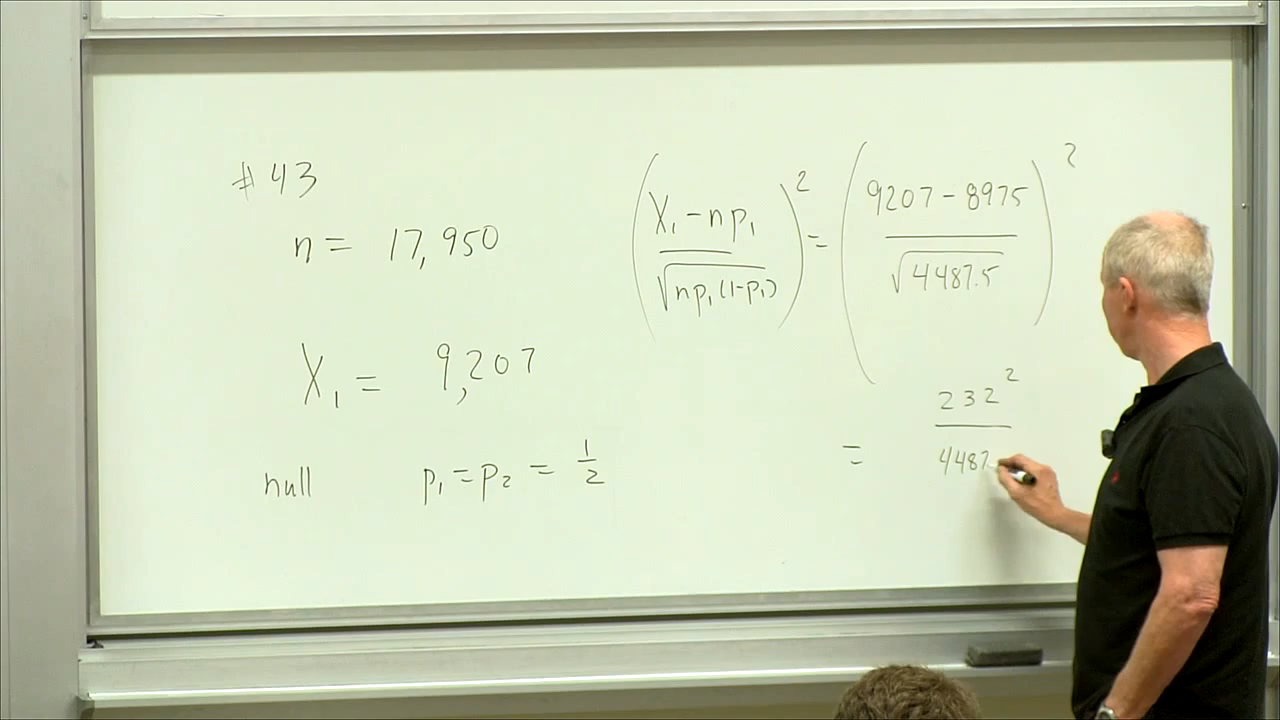 # 43
n = 17,950
X₁ = 9,207
null p₁ = p₂ = 1/2
((X₁ - np₁) / √(np₁(1-p₁)))² = ((9207 - 8975) / √4487.5)²
= 232² / 4487